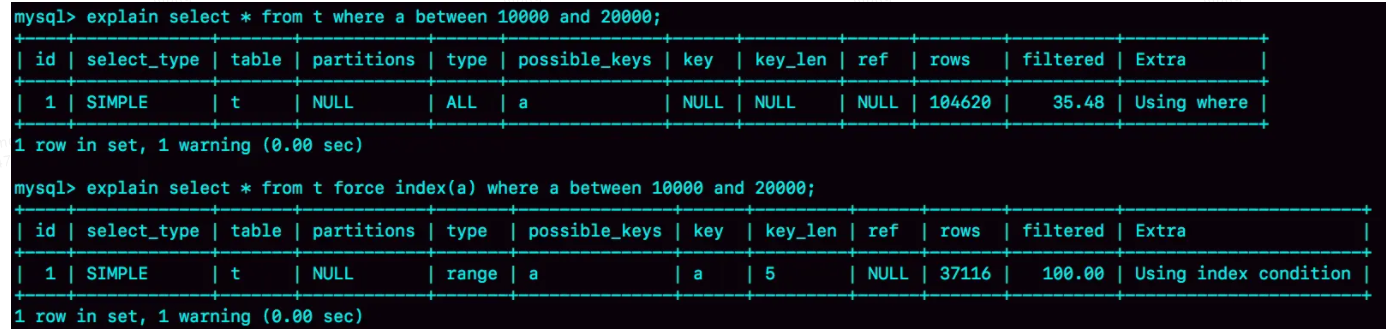 mysql> explain select * from t where a between 10000 and 20000;
+----+-------------+-------+------------+------+---------------+------+---------+------+--------+----------+-------------+
| id | select_type | table | partitions | type | possible_keys | key | key_len | ref | rows | filtered | Extra |
+----+-------------+-------+------------+------+---------------+------+---------+------+--------+----------+-------------+
| 1 | SIMPLE | t | NULL | ALL | a | NULL | NULL | NULL | 104620 | 35.48 | Using where |
+----+-------------+-------+------------+------+---------------+------+---------+------+--------+----------+-------------+
1 row in set, 1 warning (0.00 sec)
mysql> explain select * from t force index(a) where a between 10000 and 20000;
+----+-------------+-------+------------+-------+---------------+------+---------+------+-------+----------+-----------------------+
| id | select_type | table | partitions | type | possible_keys | key | key_len | ref | rows | filtered | Extra |
+----+-------------+-------+------------+-------+---------------+------+---------+------+-------+----------+-----------------------+
| 1 | SIMPLE | t | NULL | range | a | a | 5 | NULL | 37116 | 100.00 | Using index condition |
+----+-------------+-------+------------+-------+---------------+------+---------+------+-------+----------+-----------------------+
1 row in set, 1 warning (0.00 sec)